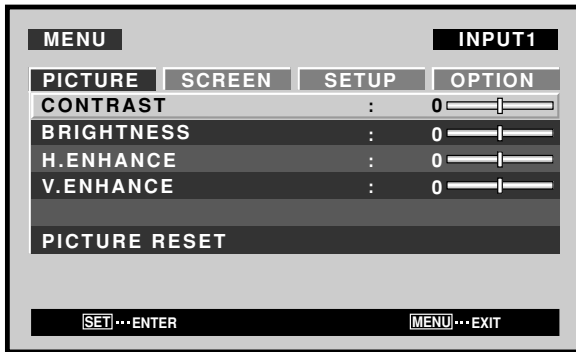 MENU INPUT1
PICTURE SCREEN SETUP OPTION
CONTRAST : 0
BRIGHTNESS : 0
H.ENHANCE : 0
V.ENHANCE : 0
PICTURE RESET
SET···ENTER MENU···EXIT